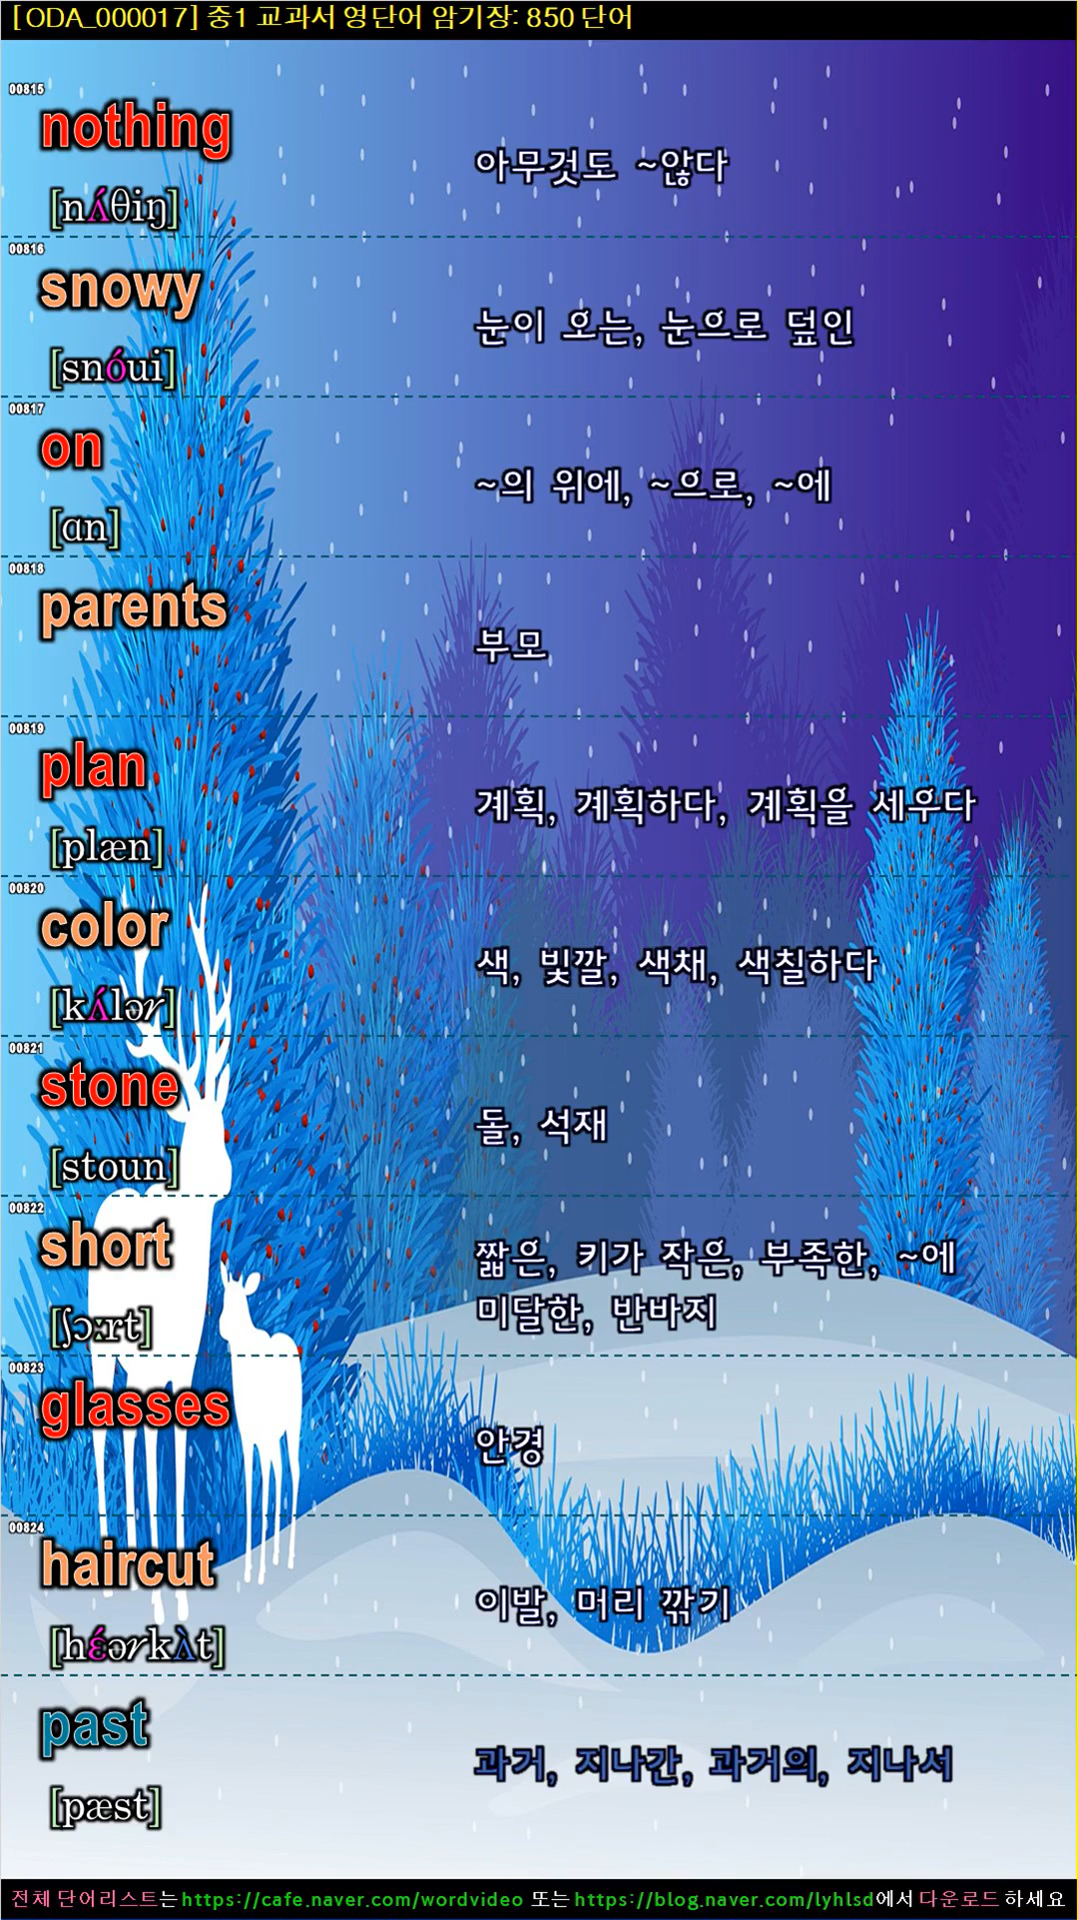 [ODA_000017] 중1 교과서 영단어 암기장: 850 단어
00815
nothing
아무것도 ~않다
[nʌ́θiŋ]
00816
snowy
눈이 오는, 눈으로 덮인
[snóui]
00817
on
~의 위에, ~으로, ~에
[ɑn]
00818
parents
부모
00819
plan
계획, 계획하다, 계획을 세우다
[plæn]
00820
color
색, 빛깔, 색채, 색칠하다
[kʌ́lər]
00821
stone
돌, 석재
[stoun]
00822
short
짧은, 키가 작은, 부족한, ~에
미달한, 반바지
[ʃɔːrt]
00823
glasses
안경
00824
haircut
이발, 머리 깎기
[hɛ́ərkʌ̀t]
past
과거, 지나간, 과거의, 지나서
[pæst]
전체 단어리스트는 https://cafe.naver.com/wordvideo 또는 https://blog.naver.com/lyhlsd에서 다운로드 하세요